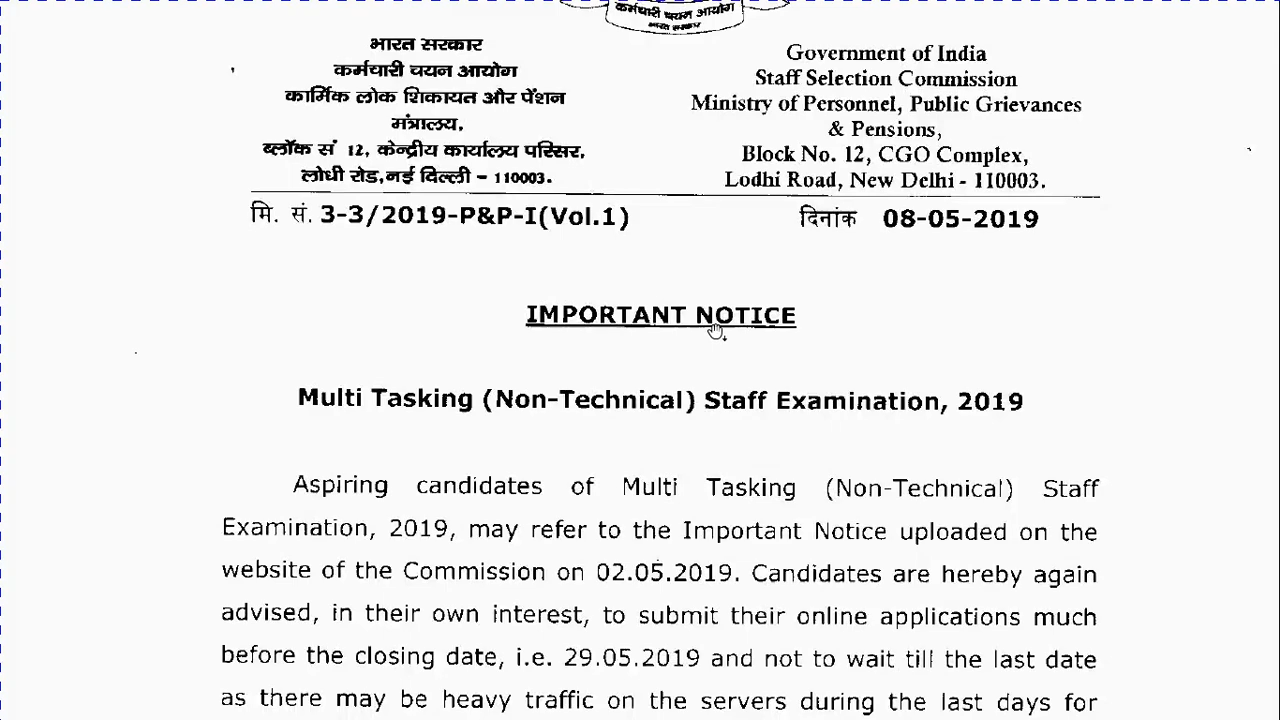 कर्मचारी चयन आयोग
भारत सरकार
भारत सरकार
कर्मचारी चयन आयोग
कार्मिक लोक शिकायत और पेंशन
मंत्रालय,
ब्लॉक सं 12, केन्द्रीय कार्यालय परिसर,
लोधी रोड,नई दिल्ली - 110003.
Government of India
Staff Selection Commission
Ministry of Personnel, Public Grievances
& Pensions,
Block No. 12, CGO Complex,
Lodhi Road, New Delhi - 110003.
मि. सं. 3-3/2019-P&P-I(Vol.1)
दिनांक 08-05-2019
IMPORTANT NOTICE
Multi Tasking (Non-Technical) Staff Examination, 2019
Aspiring candidates of Multi Tasking (Non-Technical) Staff
Examination, 2019, may refer to the Important Notice uploaded on the
website of the Commission on 02.05.2019. Candidates are hereby again
advised, in their own interest, to submit their online applications much
before the closing date, i.e. 29.05.2019 and not to wait till the last date
as there may be heavy traffic on the servers during the last days for